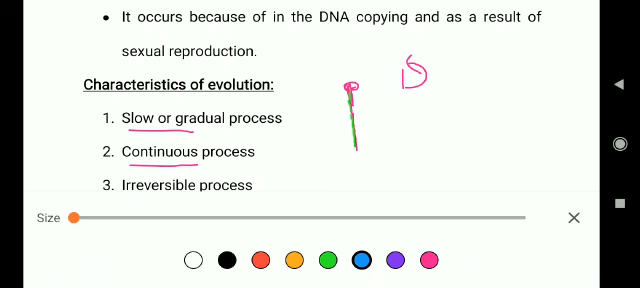 • It occurs because of in the DNA copying and as a result of
sexual reproduction.
Characteristics of evolution:
1. Slow or gradual process
2. Continuous process
3. Irreversible process
Size